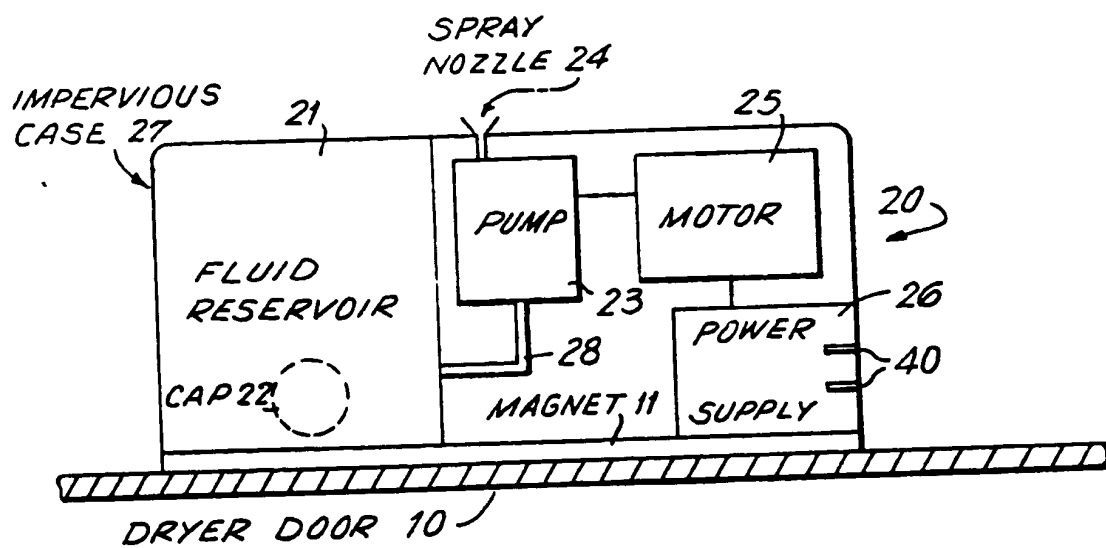 SPRAY
NOZZLE 24
IMPERVIOUS
CASE 27
21
25
PUMP
MOTOR
20
FLUID
RESERVOIR
23
26
POWER
28
40
CAP 22
MAGNET 11
SUPPLY
DRYER DOOR 10